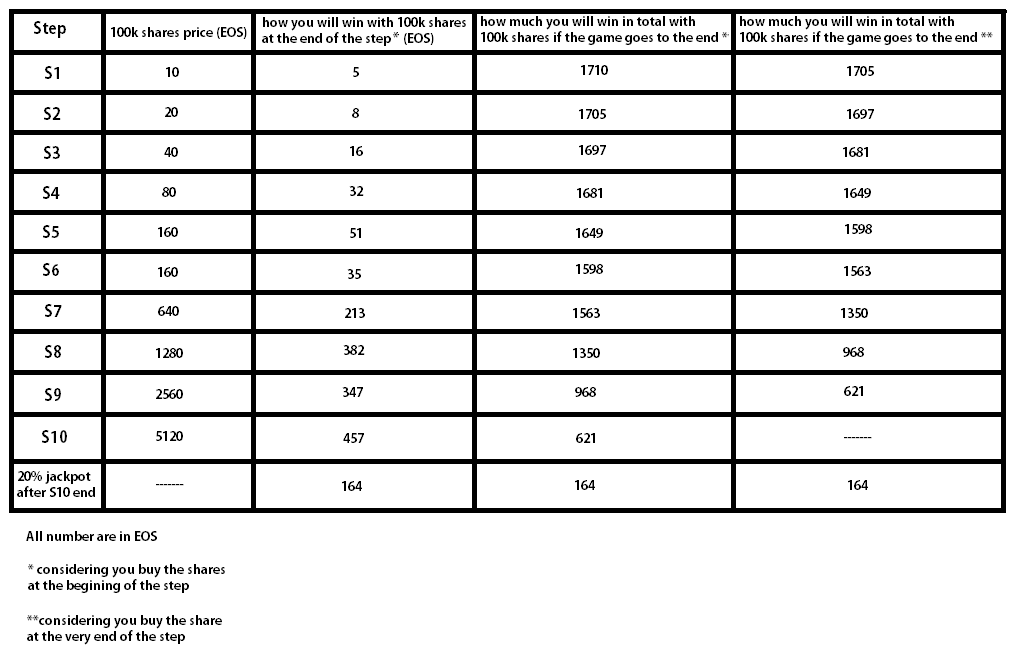 Step 100k shares price (EOS) how you will win with 100k shares at the end of the step * (EOS) how much you will win in total with 100k shares if the game goes to the end * how much you will win in total with 100k shares if the game goes to the end **
S1 10 5 1710 1705
S2 20 8 1705 1697
S3 40 16 1697 1681
S4 80 32 1681 1649
S5 160 51 1649 1598
S6 160 35 1598 1563
S7 640 213 1563 1350
S8 1280 382 1350 968
S9 2560 347 968 621
S10 5120 457 621 -------
20% jackpot after S10 end ------- 164 164 164
All number are in EOS
* considering you buy the shares
at the begining of the step
**considering you buy the share
at the very end of the step